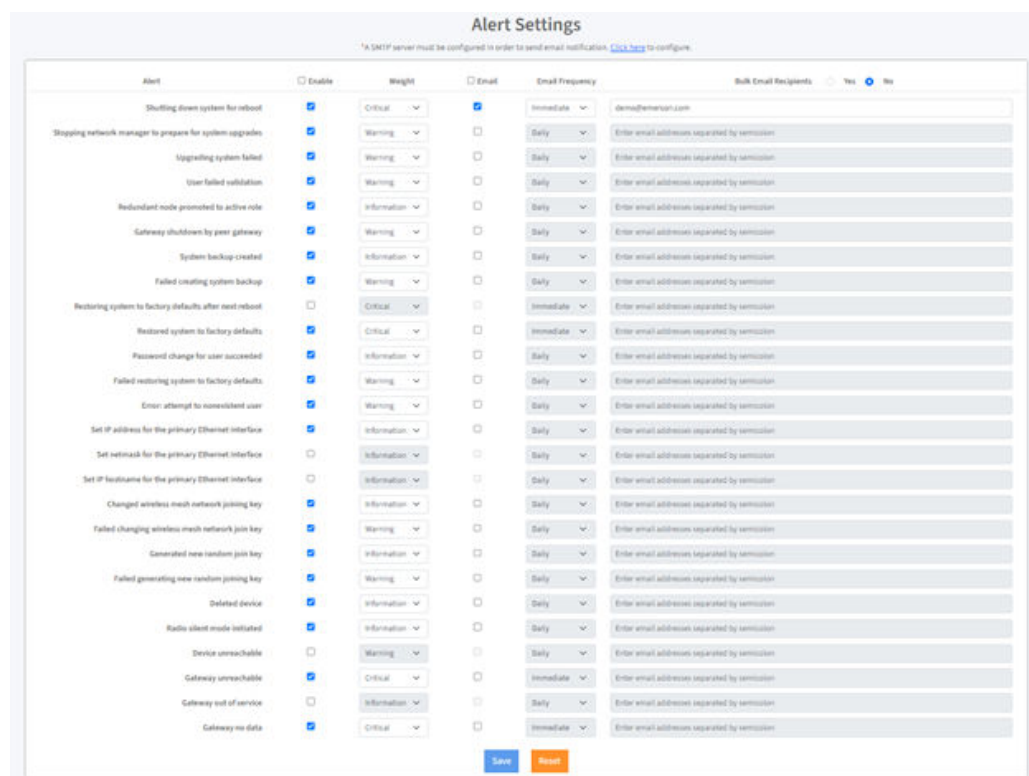 Alert Settings
*A SMTP server must be configured in order to send email notification. Click here to configure.
Alert Enable Weight Email Email Frequency Bulk Email Recipients Yes No
Shutting down system for reboot Critical Immediate demo@emerson.com
Stopping network manager to prepare for system upgrades Warning Daily Enter email addresses separated by semicolon
Upgrading system failed Warning Daily Enter email addresses separated by semicolon
User failed validation Warning Daily Enter email addresses separated by semicolon
Redundant node promoted to active role Information Daily Enter email addresses separated by semicolon
Gateway shutdown by peer gateway Warning Daily Enter email addresses separated by semicolon
System backup created Information Daily Enter email addresses separated by semicolon
Failed creating system backup Warning Daily Enter email addresses separated by semicolon
Restoring system to factory defaults after next reboot Critical Immediate Enter email addresses separated by semicolon
Restored system to factory defaults Critical Immediate Enter email addresses separated by semicolon
Password change for user succeeded Information Daily Enter email addresses separated by semicolon
Failed restoring system to factory defaults Warning Daily Enter email addresses separated by semicolon
Error: attempt to nonexistent user Warning Daily Enter email addresses separated by semicolon
Set IP address for the primary Ethernet interface Information Daily Enter email addresses separated by semicolon
Set netmask for the primary Ethernet interface Information Daily Enter email addresses separated by semicolon
Set IP hostname for the primary Ethernet interface Information Daily Enter email addresses separated by semicolon
Changed wireless mesh network joining key Information Daily Enter email addresses separated by semicolon
Failed changing wireless mesh network join key Warning Daily Enter email addresses separated by semicolon
Generated new random join key Information Daily Enter email addresses separated by semicolon
Failed generating new random joining key Warning Daily Enter email addresses separated by semicolon
Deleted device Information Daily Enter email addresses separated by semicolon
Radio silent mode initiated Information Daily Enter email addresses separated by semicolon
Device unreachable Warning Daily Enter email addresses separated by semicolon
Gateway unreachable Critical Immediate Enter email addresses separated by semicolon
Gateway out of service Information Daily Enter email addresses separated by semicolon
Gateway no data Critical Immediate Enter email addresses separated by semicolon
Save Reset